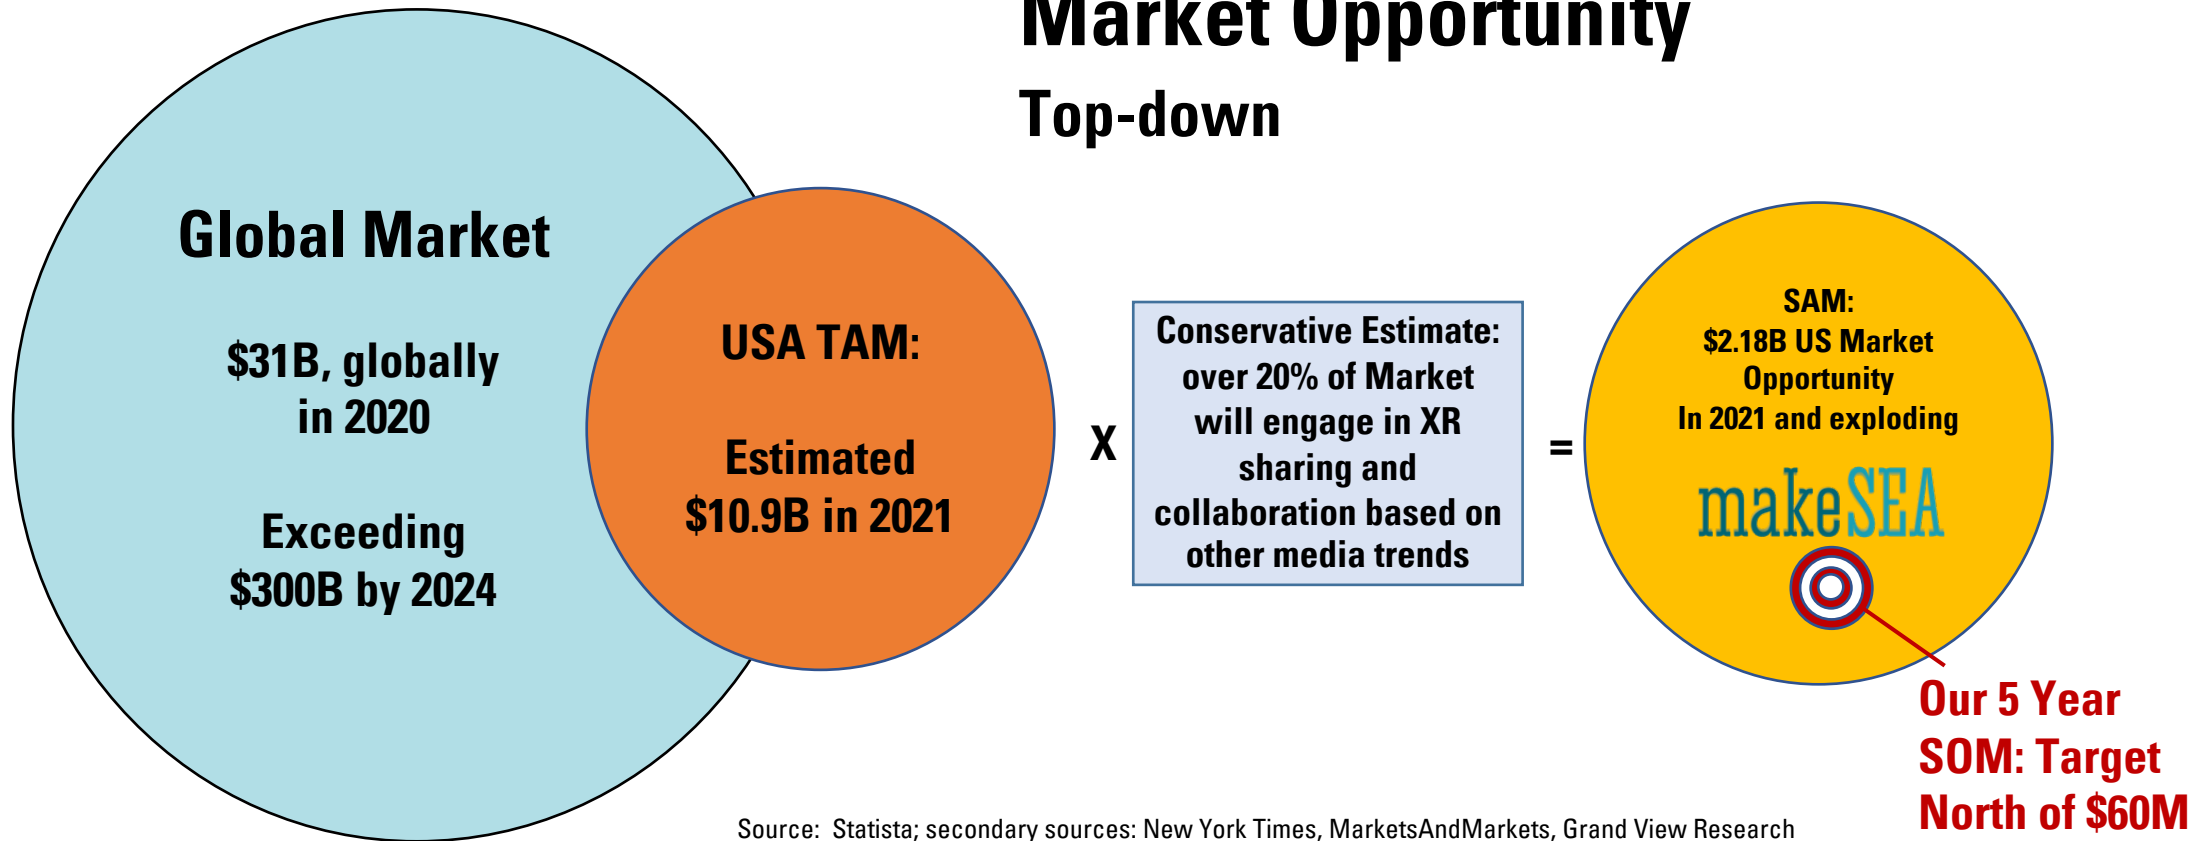 Market Opportunity
Top-down
Global Market
$31B, globally
in 2020
Exceeding
$300B by 2024
USA TAM:
Estimated
$10.9B in 2021
X
Conservative Estimate:
over 20% of Market
will engage in XR
sharing and
collaboration based on
other media trends
=
SAM:
$2.18B US Market
Opportunity
In 2021 and exploding
makeSEA
Our 5 Year
SOM: Target
North of $60M
Source: Statista; secondary sources: New York Times, MarketsAndMarkets, Grand View Research